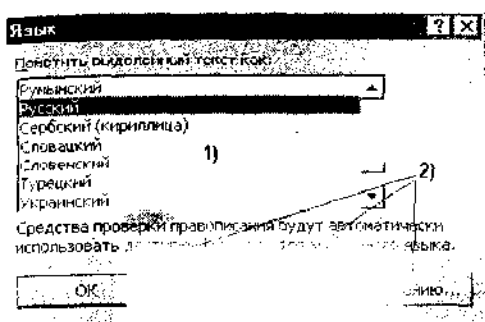 Язык
Пометить выделенный текст как:
Румынский
Русский
Сербский (кириллица)
Словацкий
1)
Словенский
2)
Турецкий
Украинский
Средства проверки правописания будут автоматически
использовать языка.
ОК